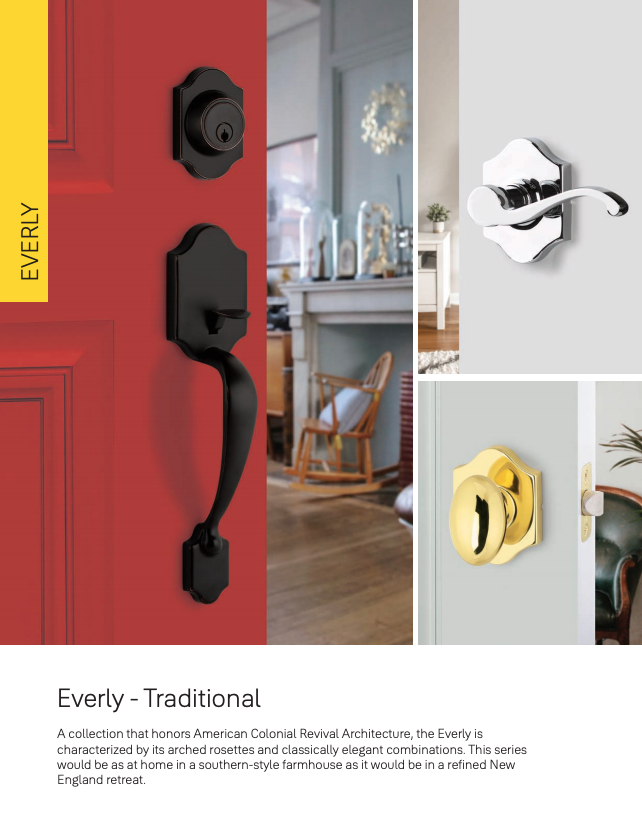 EVERLY
Everly - Traditional
A collection that honors American Colonial Revival Architecture, the Everly is
characterized by its arched rosettes and classically elegant combinations. This series
would be as at home in a southern-style farmhouse as it would be in a refined New
England retreat.